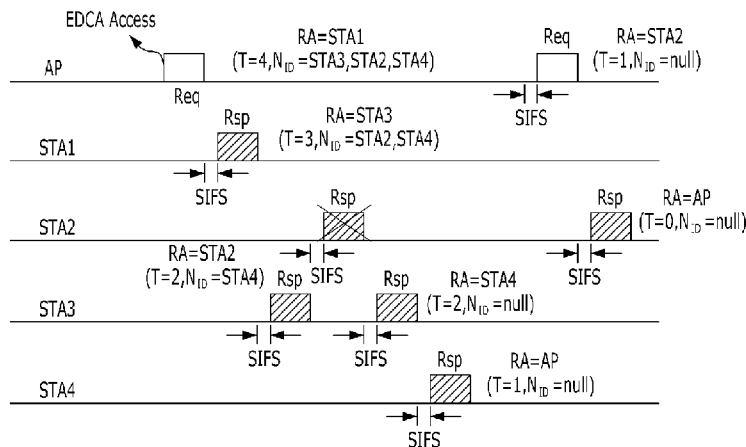 EDCA Access
RA=STA1
(T=4,N_ID=STA3,STA2,STA4)
Req
RA=STA2
(T=1,N_ID=null)
AP
Req
SIFS
Rsp
RA=STA3
(T=3,N_ID=STA2,STA4)
STA1
SIFS
Rsp
Rsp
RA=AP
(T=0,N_ID=null)
STA2
RA=STA2
(T=2,N_ID=STA4)
SIFS
SIFS
Rsp
Rsp
RA=STA4
(T=2,N_ID=null)
STA3
SIFS
SIFS
Rsp
RA=AP
(T=1,N_ID=null)
STA4
SIFS